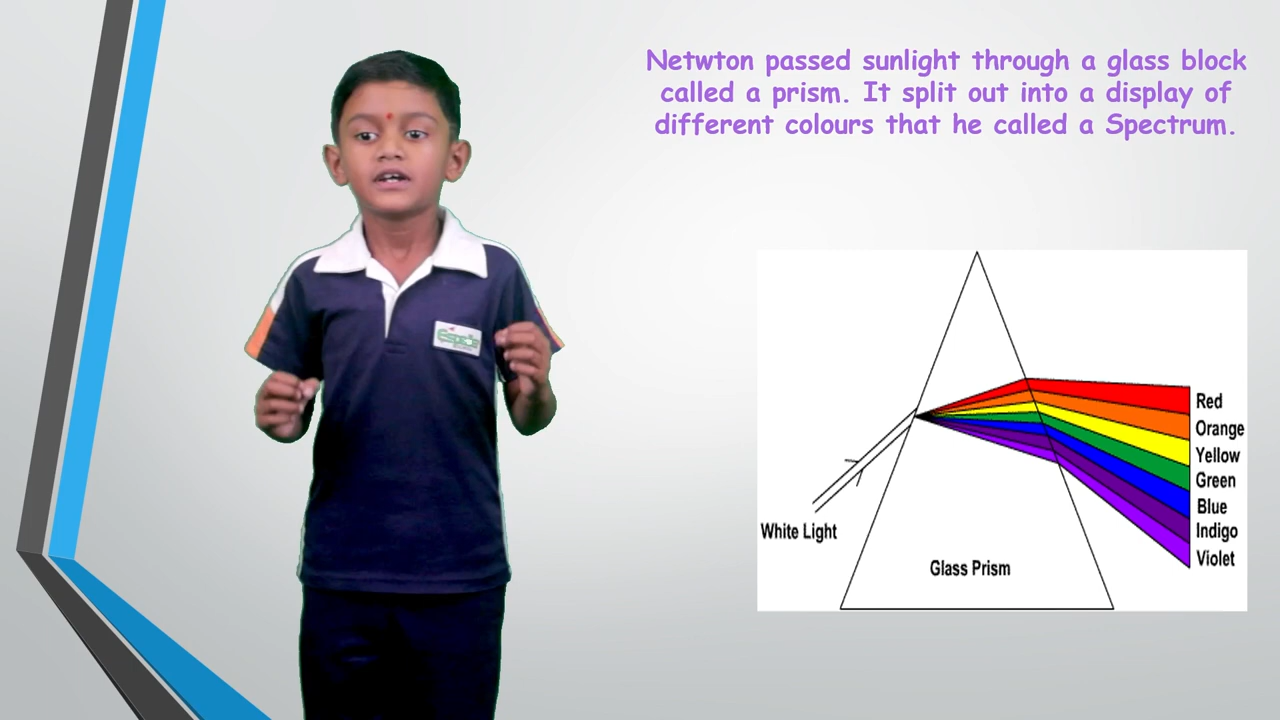 Netwton passed sunlight through a glass block
called a prism. It split out into a display of
different colours that he called a Spectrum.
Red
Orange
Yellow
Green
Blue
Indigo
Violet
White Light
Glass Prism